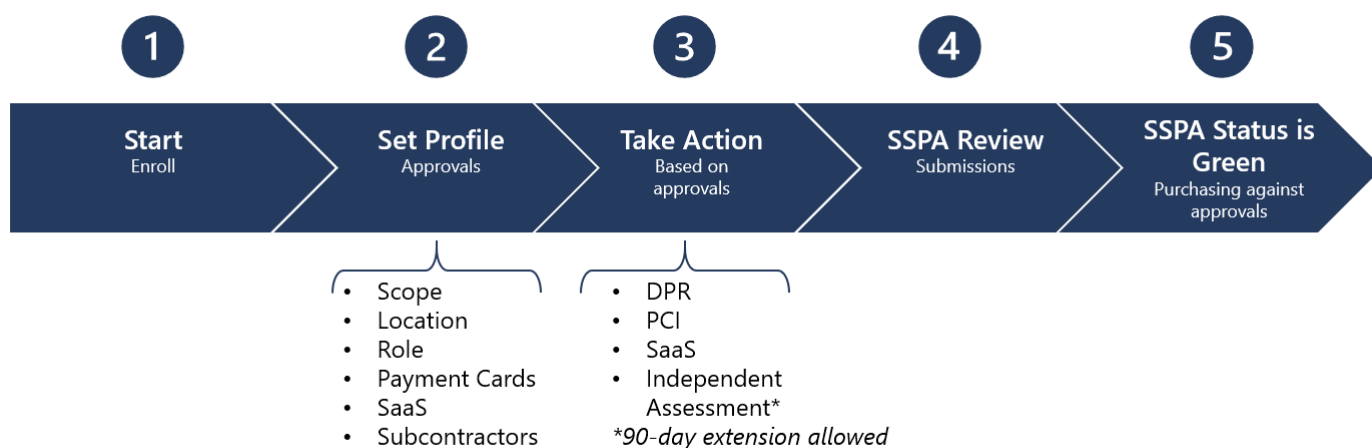 1
2
3
4
5
Start
Enroll
Set Profile
Approvals
Take Action
Based on
approvals
SSPA Review
Submissions
SSPA Status is
Green
Purchasing against
approvals
• Scope
• Location
• Role
• Payment Cards
• SaaS
• Subcontractors
• DPR
• PCI
• SaaS
• Independent
Assessment*
*90-day extension allowed